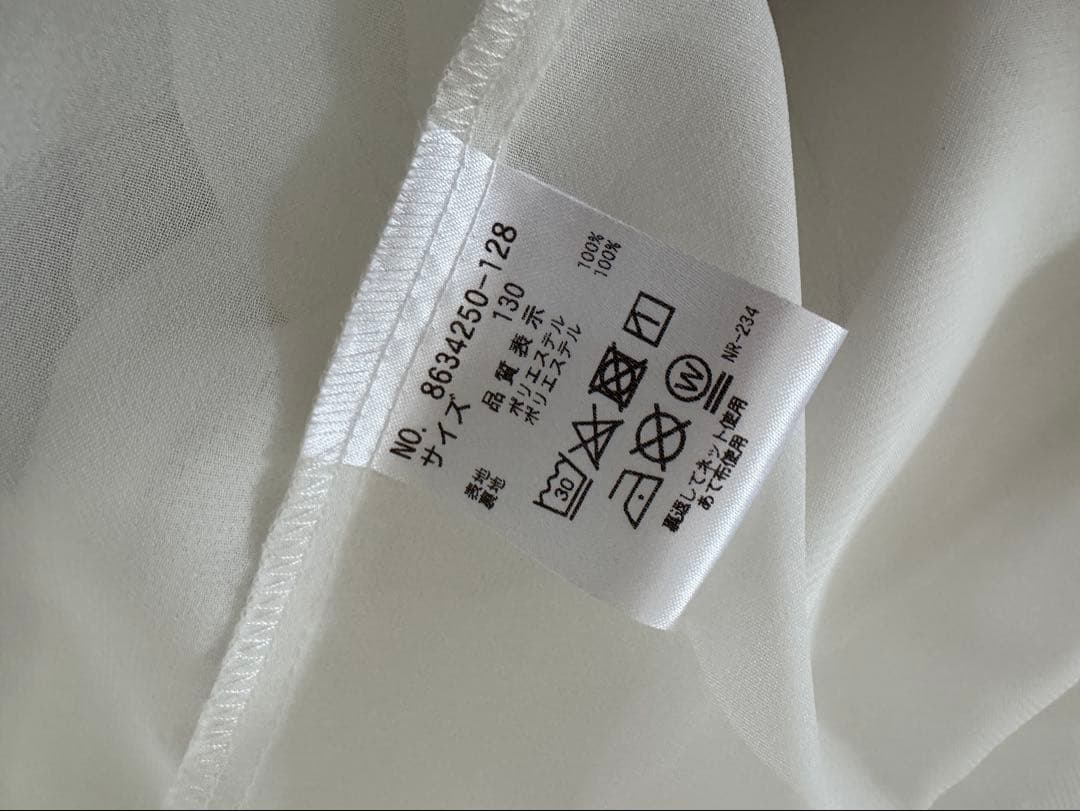 NO. 8634250-128
サイズ 130
品質表示
表地 ポリエステル 100%
裏地 ポリエステル 100%
30
W
裏返してネット使用
あて布使用
NR-234